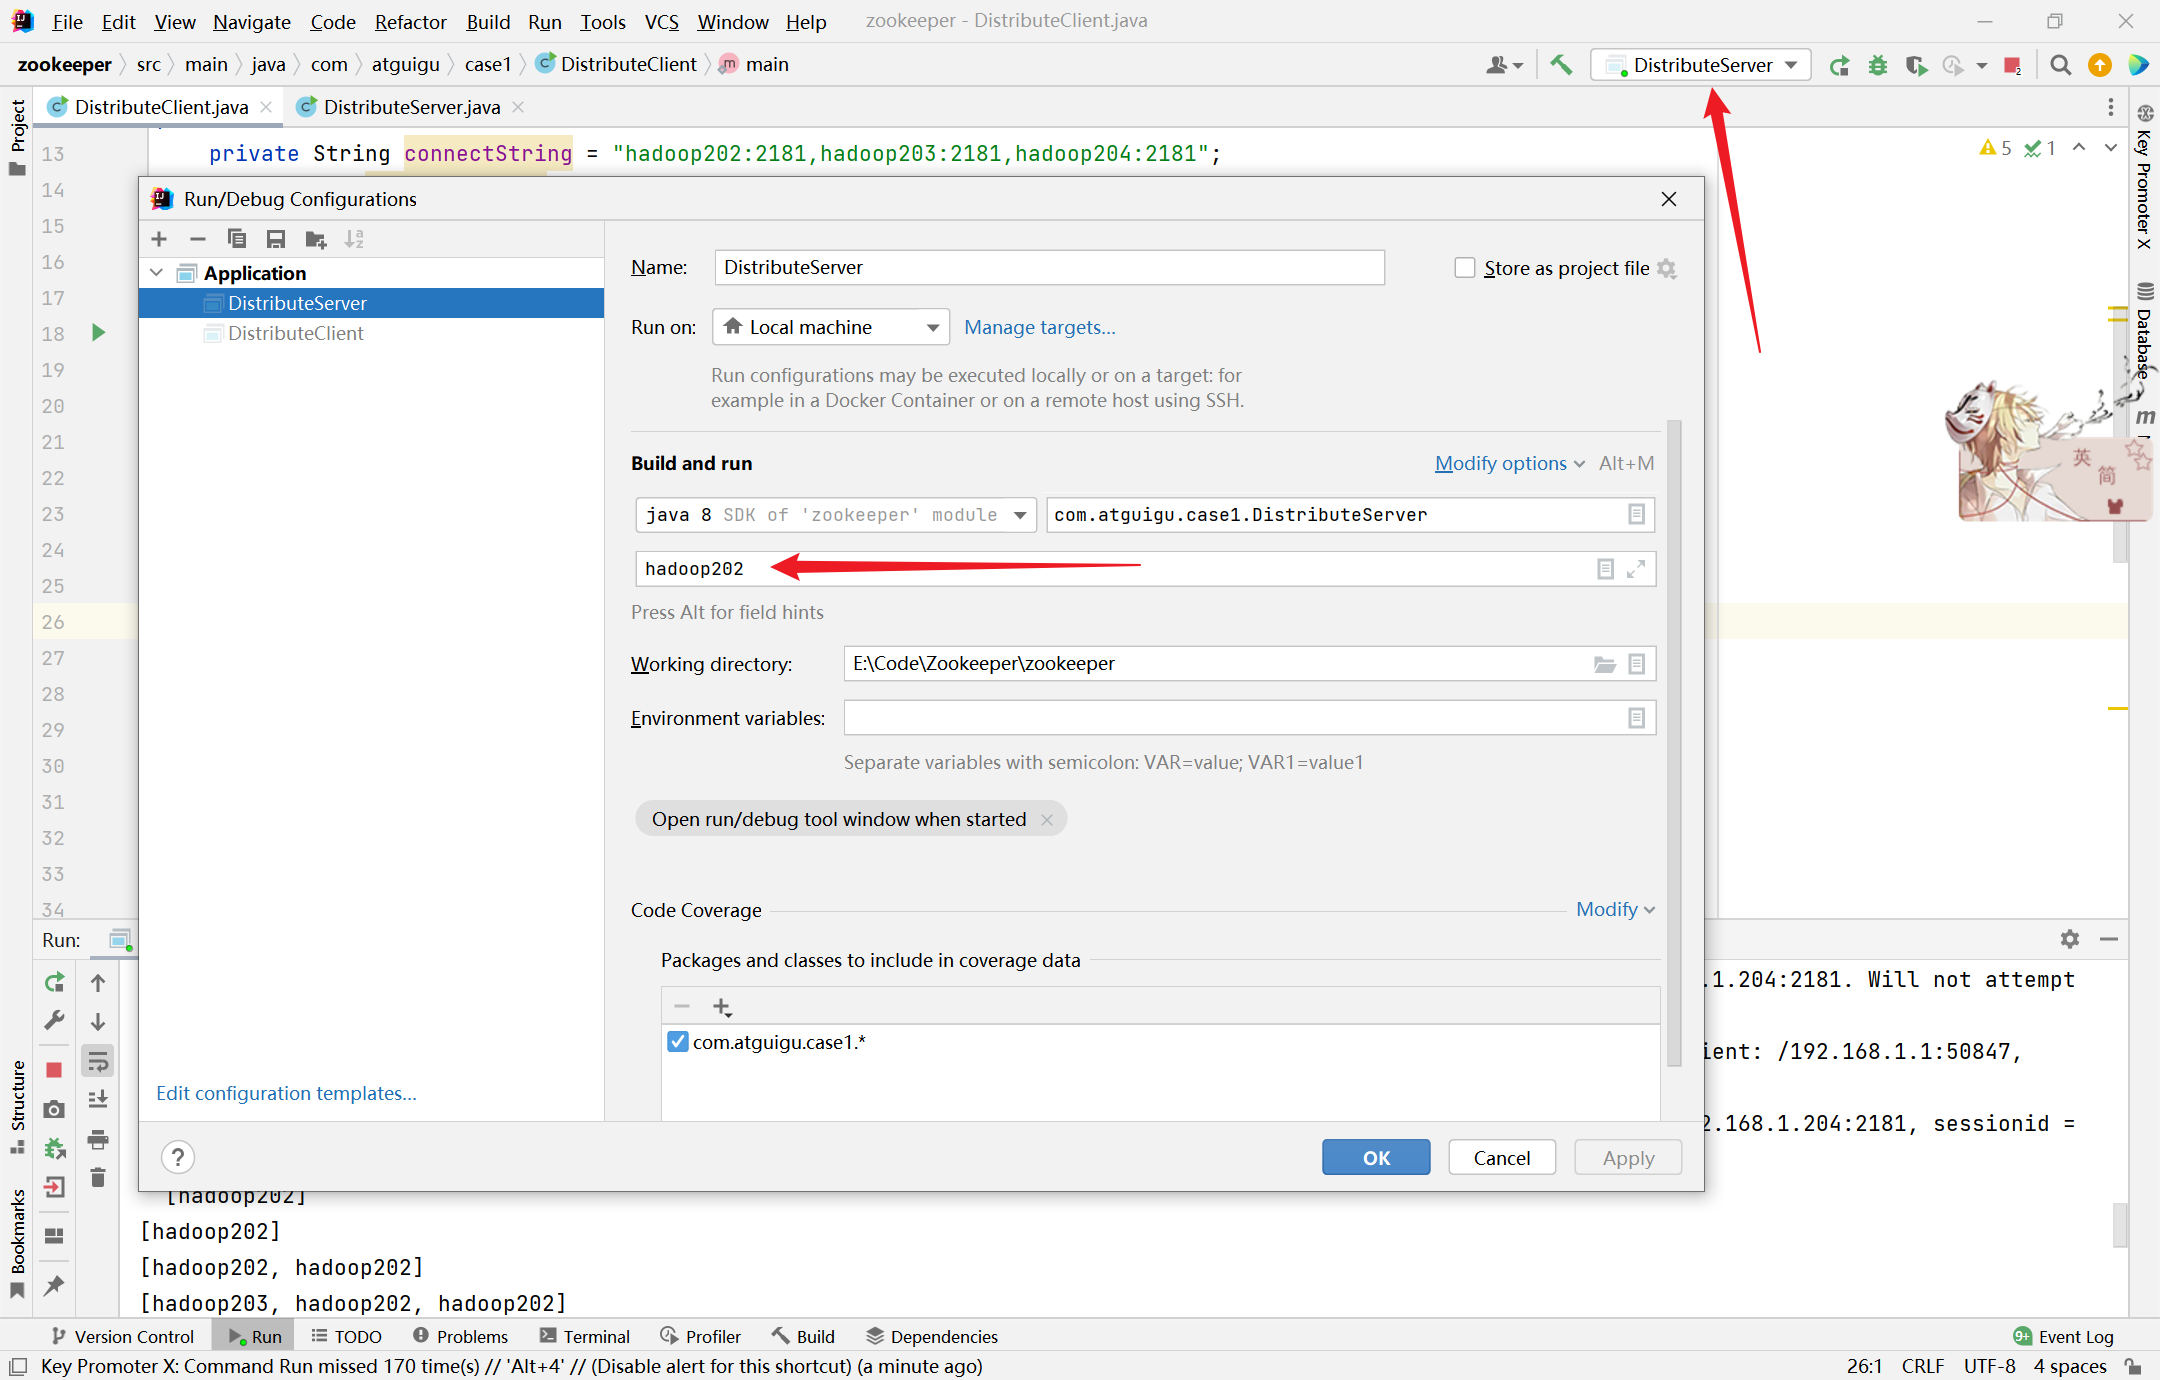 File Edit View Navigate Code Refactor Build Run Tools VCS Window Help zookeeper - DistributeClient.java
zookeeper src main java com atguigu case1 DistributeClient main
DistributeServer
DistributeClient.java DistributeServer.java
Project
13 private String connectString = "hadoop202:2181,hadoop203:2181,hadoop204:2181";
5 1
14
15
16
17
18
19
20
21
22
23
24
25
26
27
28
29
30
31
32
33
34
Key Promoter X
Database
m
英
简
Run/Debug Configurations
Application
DistributeServer
DistributeClient
Edit configuration templates...
Name: DistributeServer
Store as project file
Run on: Local machine Manage targets...
Run configurations may be executed locally or on a target: for
example in a Docker Container or on a remote host using SSH.
Build and run
Modify options Alt+M
java 8 SDK of 'zookeeper' module com.atguigu.case1.DistributeServer
hadoop202
Press Alt for field hints
Working directory: E:\Code\Zookeeper\zookeeper
Environment variables:
Separate variables with semicolon: VAR=value; VAR1=value1
Open run/debug tool window when started
Code Coverage Modify
Packages and classes to include in coverage data
com.atguigu.case1.*
? OK Cancel Apply
Run:
.1.204:2181. Will not attempt
ient: /192.168.1.1:50847,
2.168.1.204:2181, sessionid =
[hadoop202]
[hadoop202]
[hadoop202, hadoop202]
[hadoop203, hadoop202, hadoop202]
Structure
Bookmarks
Version Control Run TODO Problems Terminal Profiler Build Dependencies 9+ Event Log
Key Promoter X: Command Run missed 170 time(s) // 'Alt+4' // (Disable alert for this shortcut) (a minute ago) 26:1 CRLF UTF-8 4 spaces